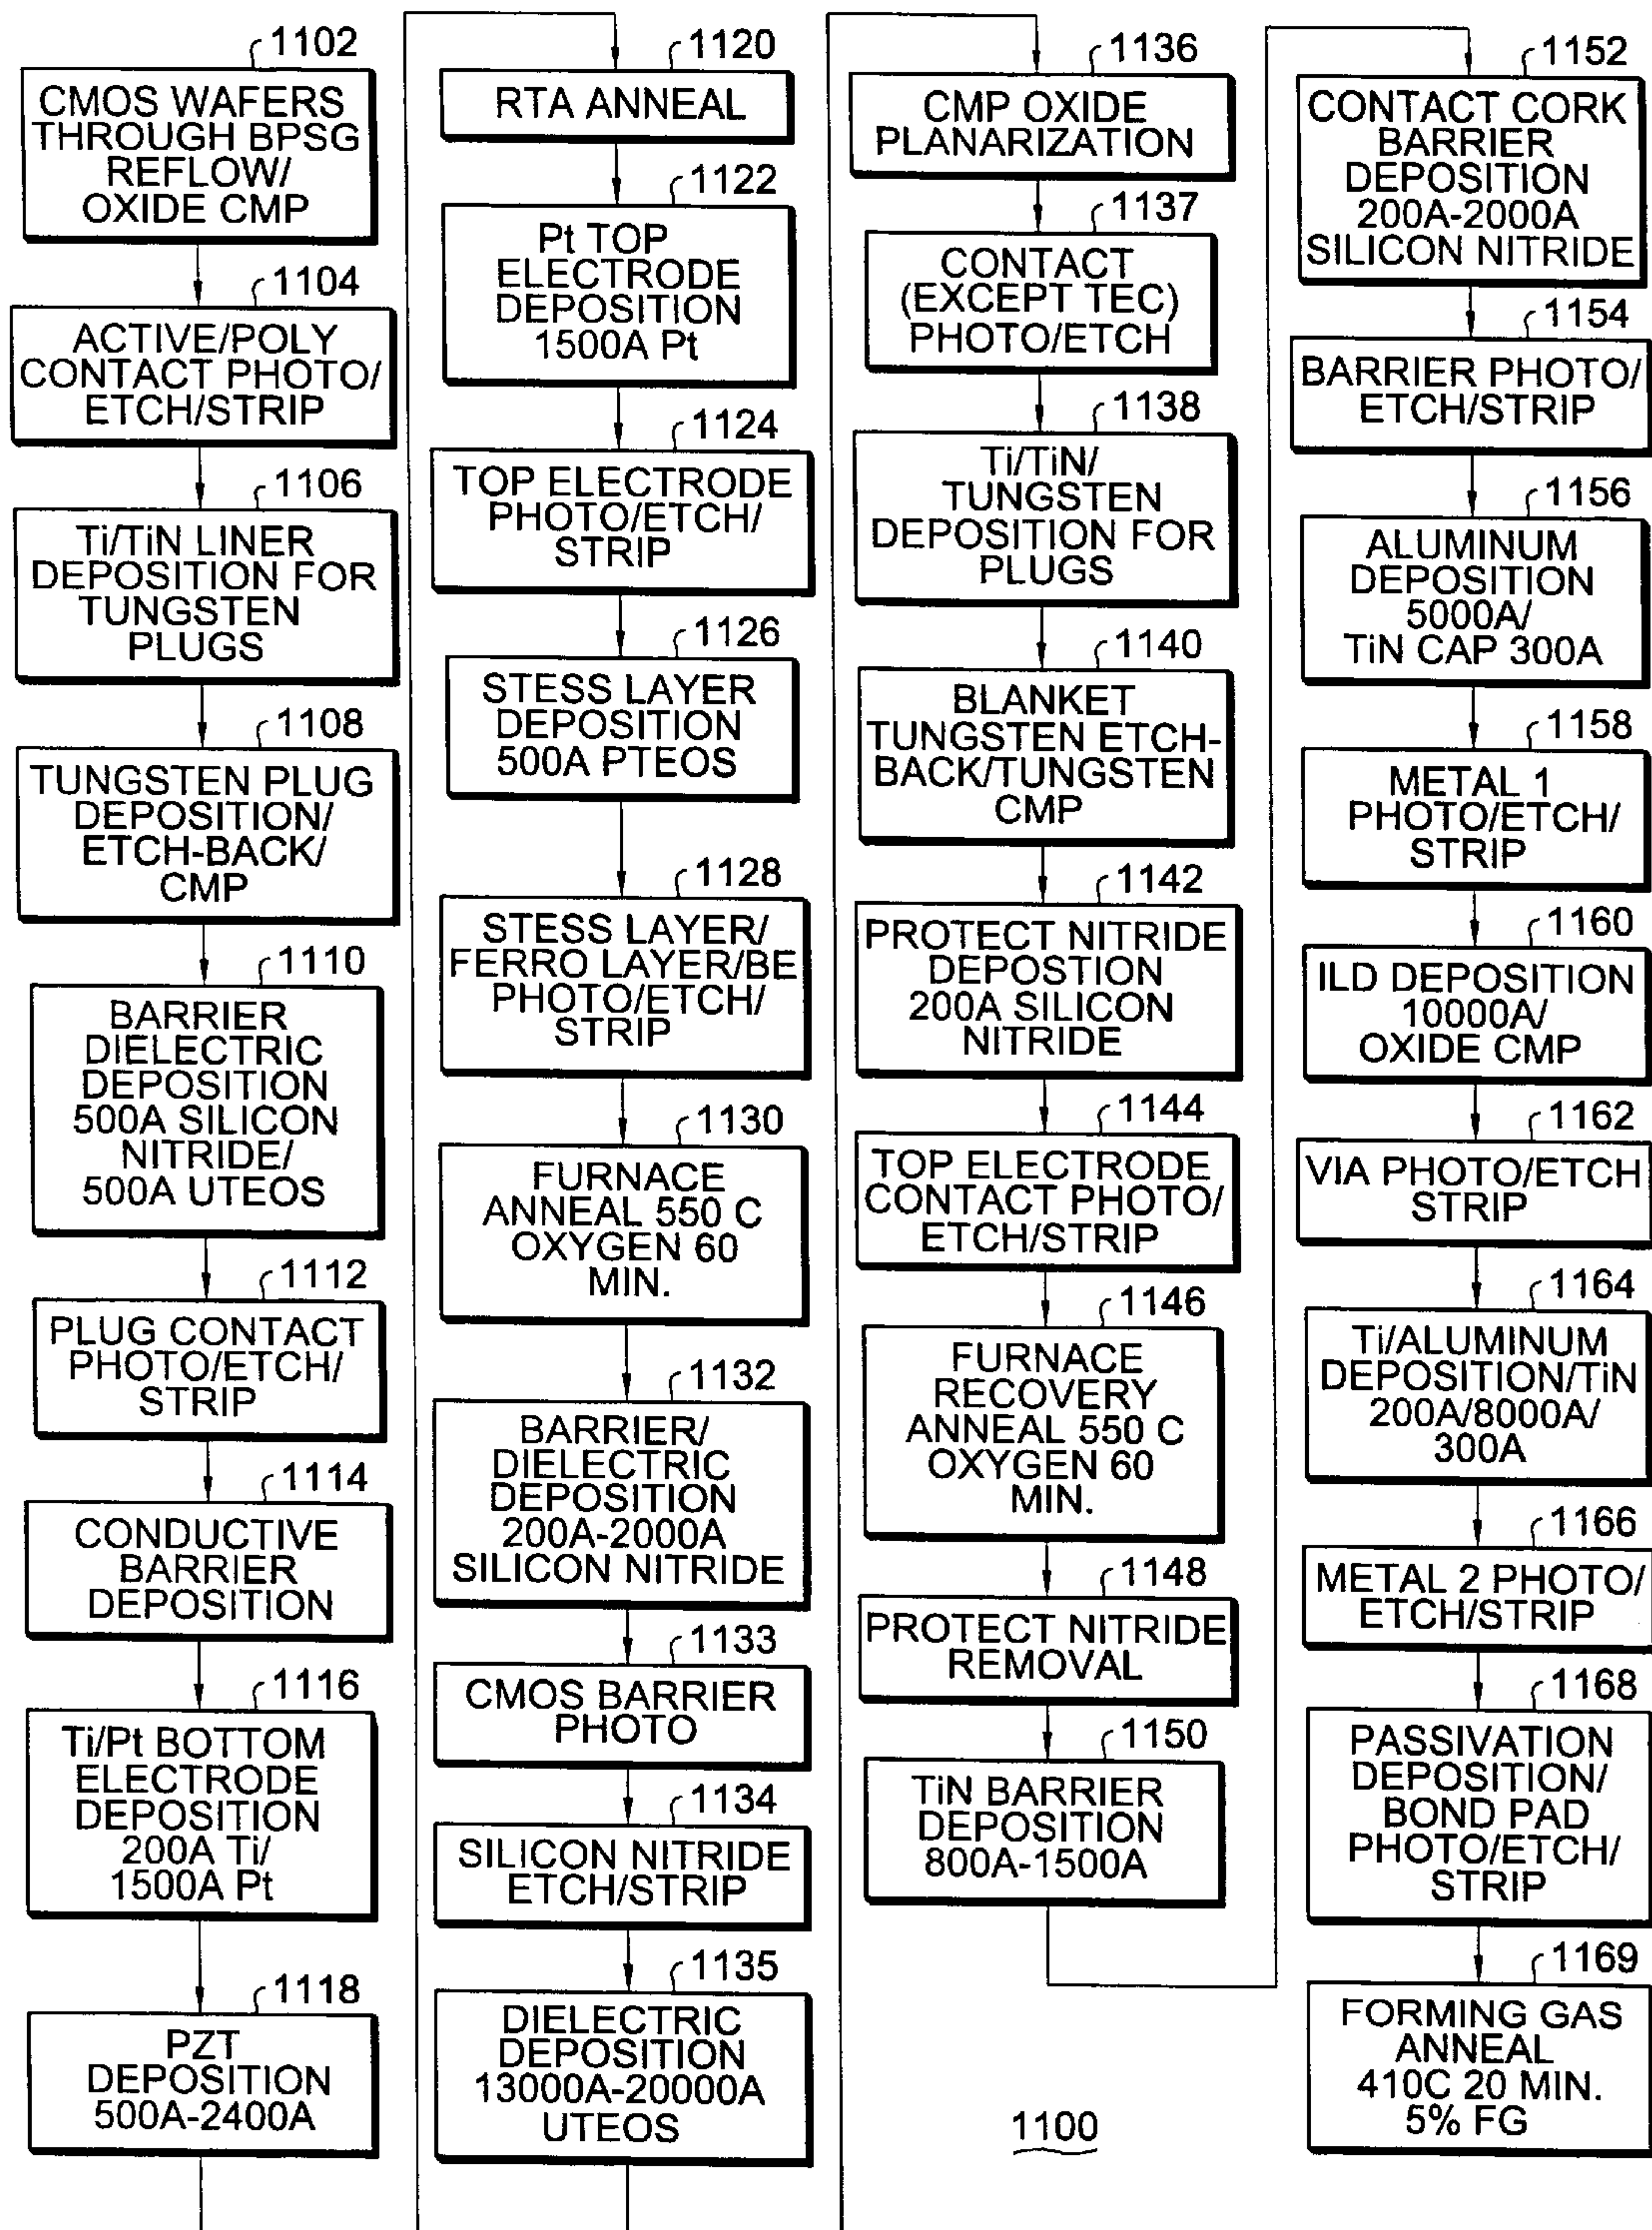 1102
CMOS WAFERS
THROUGH BPSG
REFLOW/
OXIDE CMP
1104
ACTIVE/POLY
CONTACT PHOTO/
ETCH/STRIP
1106
Ti/TiN LINER
DEPOSITION FOR
TUNGSTEN
PLUGS
1108
TUNGSTEN PLUG
DEPOSITION/
ETCH-BACK/
CMP
1110
BARRIER
DIELECTRIC
DEPOSITION
500A SILICON
NITRIDE/
500A UTEOS
1112
PLUG CONTACT
PHOTO/ETCH/
STRIP
1114
CONDUCTIVE
BARRIER
DEPOSITION
1116
Ti/Pt BOTTOM
ELECTRODE
DEPOSITION
200A Ti/
1500A Pt
1118
PZT
DEPOSITION
500A-2400A
1120
RTA ANNEAL
1122
Pt TOP
ELECTRODE
DEPOSITION
1500A Pt
1124
TOP ELECTRODE
PHOTO/ETCH/
STRIP
1126
STESS LAYER
DEPOSITION
500A PTEOS
1128
STESS LAYER/
FERRO LAYER/BE
PHOTO/ETCH/
STRIP
1130
FURNACE
ANNEAL 550 C
OXYGEN 60
MIN.
1132
BARRIER/
DIELECTRIC
DEPOSITION
200A-2000A
SILICON NITRIDE
1133
CMOS BARRIER
PHOTO
1134
SILICON NITRIDE
ETCH/STRIP
1135
DIELECTRIC
DEPOSITION
13000A-20000A
UTEOS
1136
CMP OXIDE
PLANARIZATION
1137
CONTACT
(EXCEPT TEC)
PHOTO/ETCH
1138
Ti/TiN/
TUNGSTEN
DEPOSITION FOR
PLUGS
1140
BLANKET
TUNGSTEN ETCH-
BACK/TUNGSTEN
CMP
1142
PROTECT NITRIDE
DEPOSTION
200A SILICON
NITRIDE
1144
TOP ELECTRODE
CONTACT PHOTO/
ETCH/STRIP
1146
FURNACE
RECOVERY
ANNEAL 550 C
OXYGEN 60
MIN.
1148
PROTECT NITRIDE
REMOVAL
1150
TiN BARRIER
DEPOSITION
800A-1500A
1100
1152
CONTACT CORK
BARRIER
DEPOSITION
200A-2000A
SILICON NITRIDE
1154
BARRIER PHOTO/
ETCH/STRIP
1156
ALUMINUM
DEPOSITION
5000A/
TiN CAP 300A
1158
METAL 1
PHOTO/ETCH/
STRIP
1160
ILD DEPOSITION
10000A/
OXIDE CMP
1162
VIA PHOTO/ETCH
STRIP
1164
Ti/ALUMINUM
DEPOSITION/TiN
200A/8000A/
300A
1166
METAL 2 PHOTO/
ETCH/STRIP
1168
PASSIVATION
DEPOSITION/
BOND PAD
PHOTO/ETCH/
STRIP
1169
FORMING GAS
ANNEAL
410C 20 MIN.
5% FG